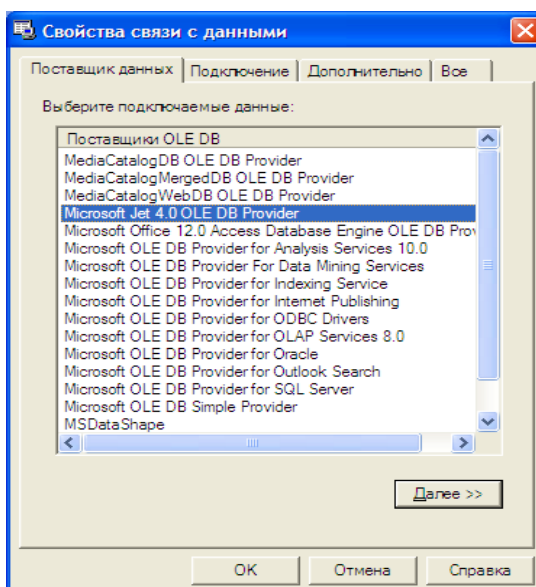 Свойства связи с данными
Поставщик данных Подключение Дополнительно Все
Выберите подключаемые данные:
Поставщики OLE DB
MediaCatalogDB OLE DB Provider
MediaCatalogMergedDB OLE DB Provider
MediaCatalogWebDB OLE DB Provider
Microsoft Jet 4.0 OLE DB Provider
Microsoft Office 12.0 Access Database Engine OLE DB Prov
Microsoft OLE DB Provider for Analysis Services 10.0
Microsoft OLE DB Provider For Data Mining Services
Microsoft OLE DB Provider for Indexing Service
Microsoft OLE DB Provider for Internet Publishing
Microsoft OLE DB Provider for ODBC Drivers
Microsoft OLE DB Provider for OLAP Services 8.0
Microsoft OLE DB Provider for Oracle
Microsoft OLE DB Provider for Outlook Search
Microsoft OLE DB Provider for SQL Server
Microsoft OLE DB Simple Provider
MSDataShape
Далее >>
OK Отмена Справка